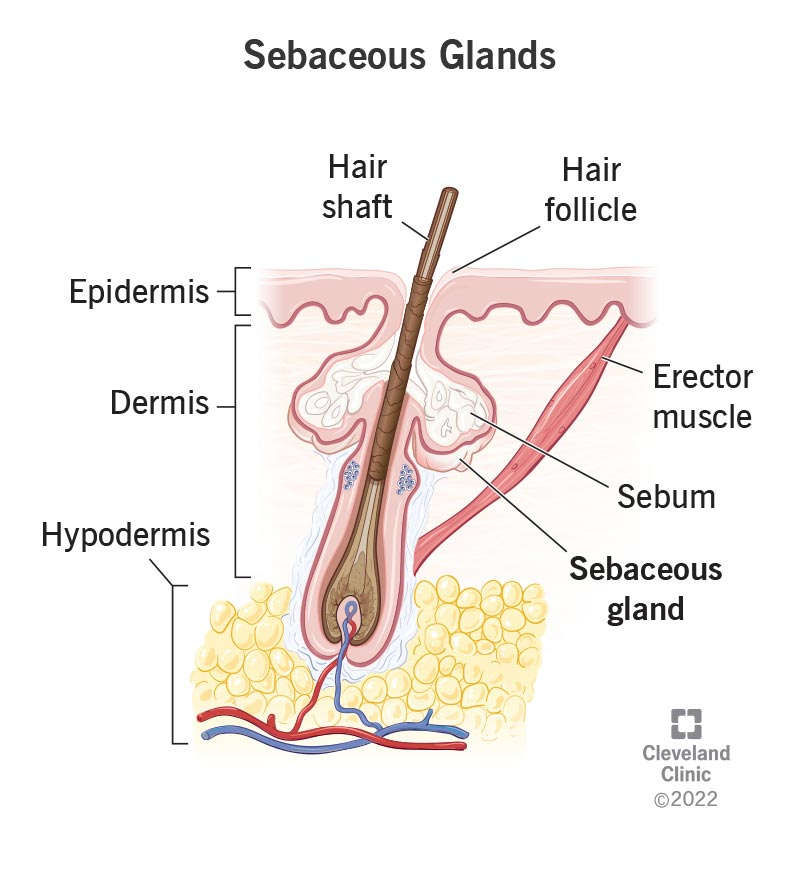 Sebaceous Glands
Hair
shaft
Hair
follicle
Epidermis
Dermis
Erector
muscle
Sebum
Hypodermis
Sebaceous
gland
Cleveland
Clinic
©2022